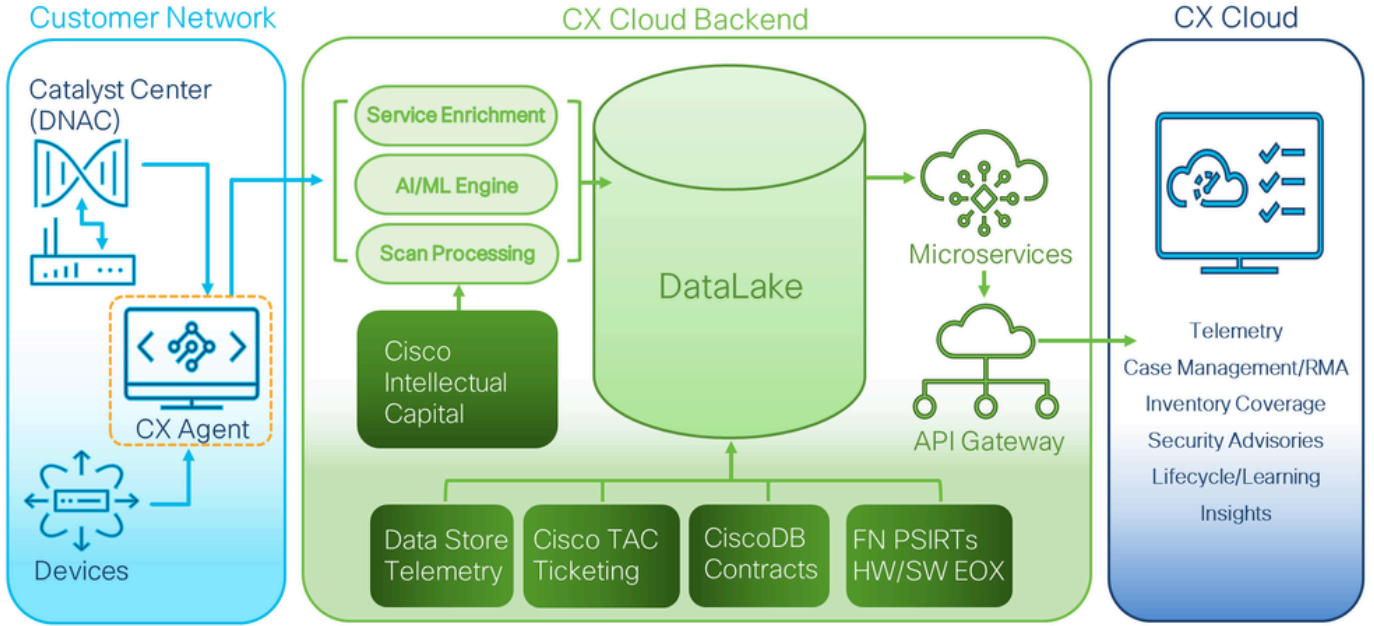 Customer Network
CX Cloud Backend
CX Cloud
Catalyst Center
(DNAC)
CX Agent
Devices
Service Enrichment
AI/ML Engine
Scan Processing
Cisco
Intellectual
Capital
DataLake
Microservices
API Gateway
Data Store
Telemetry
Cisco TAC
Ticketing
CiscoDB
Contracts
FN PSIRTs
HW/SW EOX
Telemetry
Case Management/RMA
Inventory Coverage
Security Advisories
Lifecycle/Learning
Insights